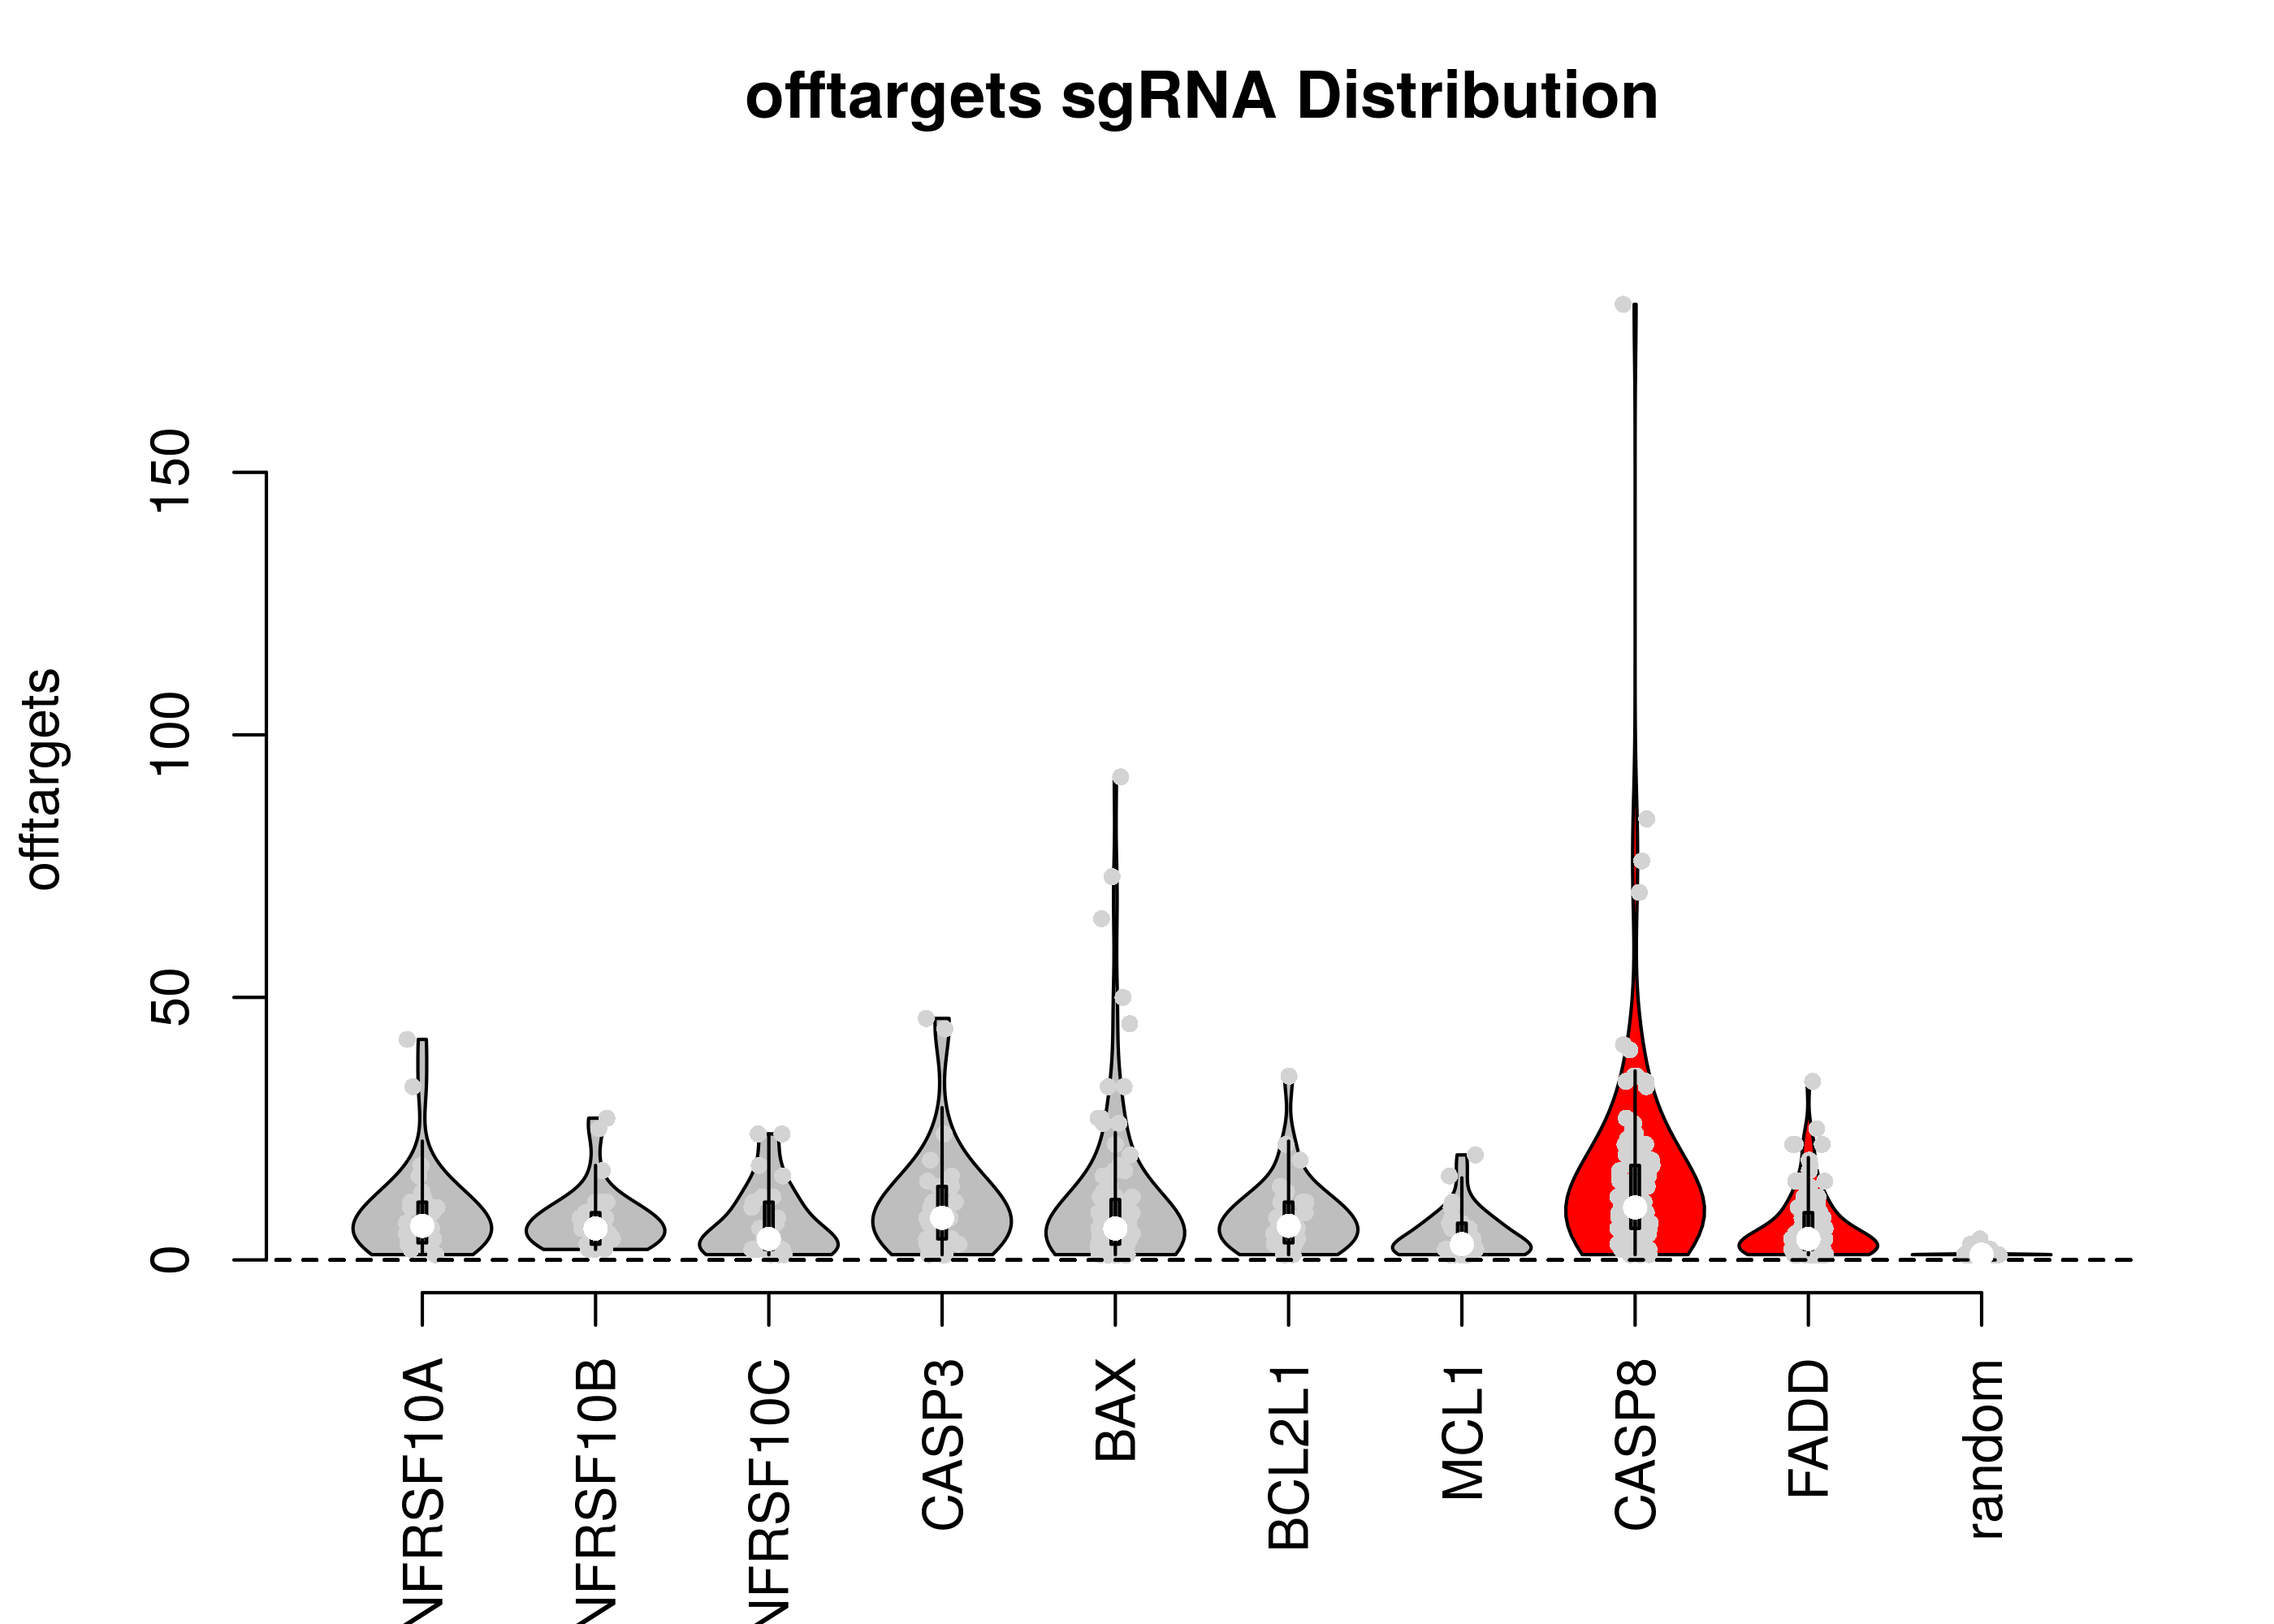 offtargets sgRNA Distribution
offtargets
150
100
50
0
NFRSF10A
NFRSF10B
NFRSF10C
CASP3
BAX
BCL2L1
MCL1
CASP8
FADD
random